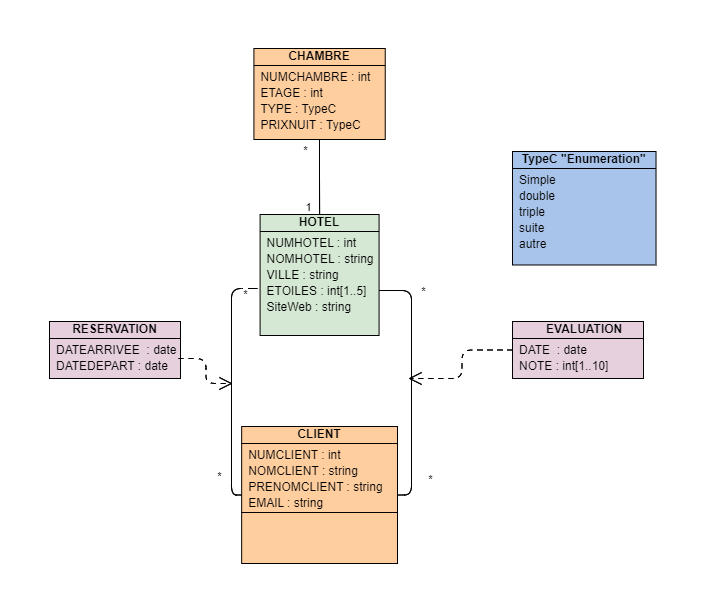 CHAMBRE
NUMCHAMBRE : int
ETAGE : int
TYPE : TypeC
PRIXNUIT : TypeC
*
1
TypeC "Enumeration"
Simple
double
triple
suite
autre
HOTEL
NUMHOTEL : int
NOMHOTEL : string
VILLE : string
ETOILES : int[1..5]
SiteWeb : string
*
*
RESERVATION
DATEARRIVEE : date
DATEDEPART : date
EVALUATION
DATE : date
NOTE : int[1..10]
CLIENT
NUMCLIENT : int
NOMCLIENT : string
PRENOMCLIENT : string
EMAIL : string
*
*